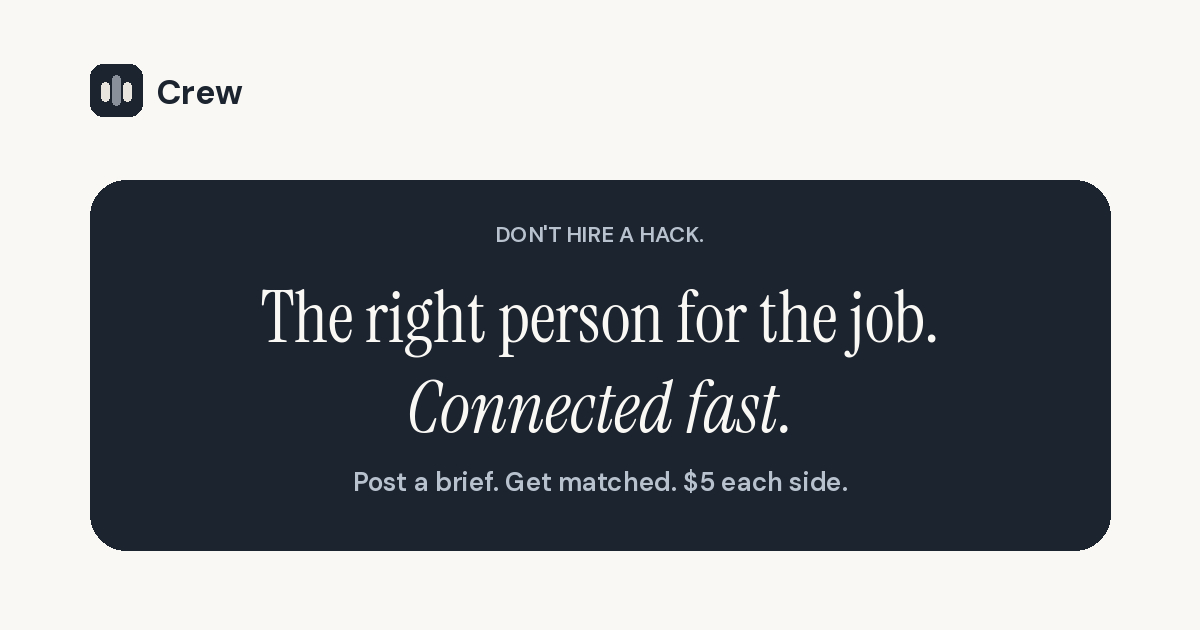 Crew
DON'T HIRE A HACK.
The right person for the job.
Connected fast.
Post a brief. Get matched. $5 each side.